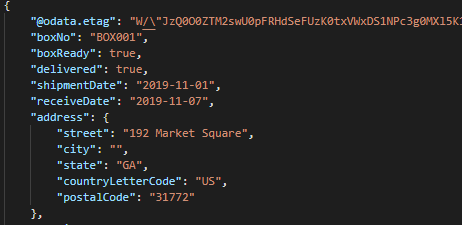 {
"@odata.etag": "W/\"JzQ0O0ZTM2swU0pFRHdSeFUzK0txVWxDS1NPc3g0MXl5K1
"boxNo": "BOX001",
"boxReady": true,
"delivered": true,
"shipmentDate": "2019-11-01",
"receiveDate": "2019-11-07",
"address": {
"street": "192 Market Square",
"city": "",
"state": "GA",
"countryLetterCode": "US",
"postalCode": "31772"
},